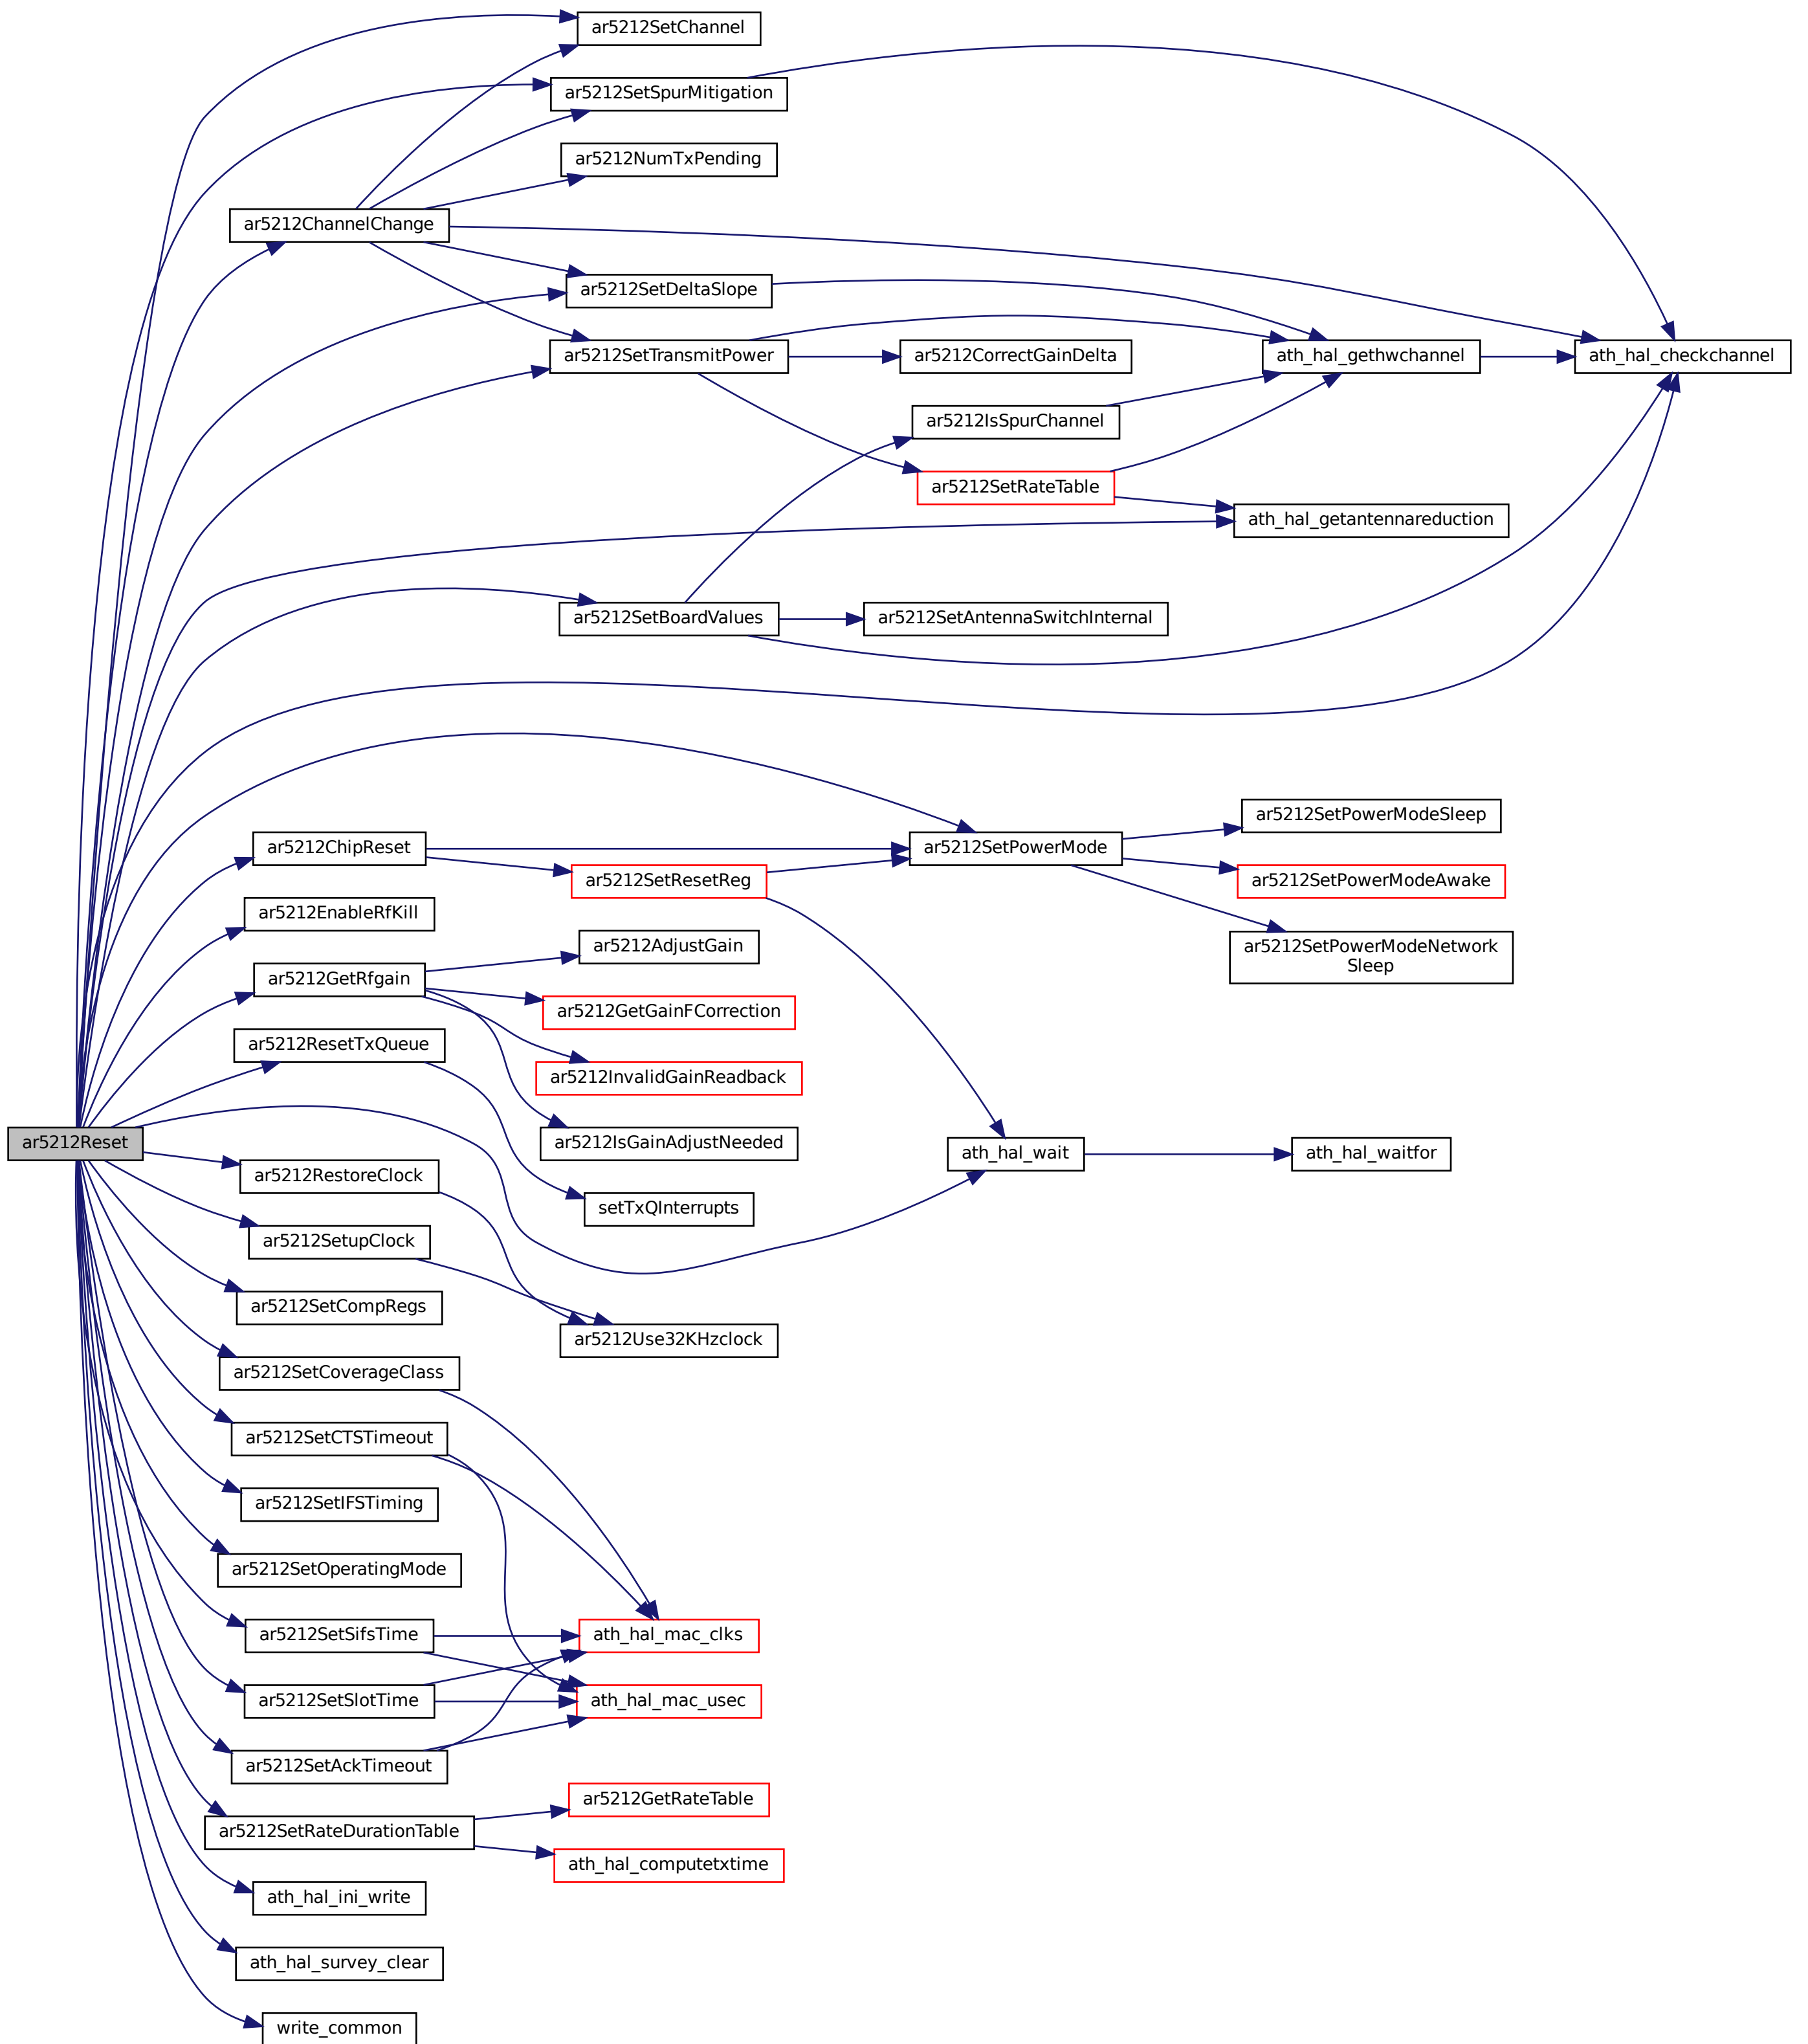 ar5212SetChannel
ar5212SetSpurMitigation
ar5212NumTxPending
ar5212ChannelChange
ar5212SetDeltaSlope
ar5212SetTransmitPower
ar5212CorrectGainDelta
ath_hal_gethwchannel
ath_hal_checkchannel
ar5212IsSpurChannel
ar5212SetRateTable
ath_hal_getantennareduction
ar5212SetBoardValues
ar5212SetAntennaSwitchInternal
ar5212SetPowerModeSleep
ar5212ChipReset
ar5212SetPowerMode
ar5212SetResetReg
ar5212SetPowerModeAwake
ar5212EnableRfKill
ar5212AdjustGain
ar5212SetPowerModeNetwork
Sleep
ar5212GetRfgain
ar5212GetGainFCorrection
ar5212ResetTxQueue
ar5212InvalidGainReadback
ar5212Reset
ar5212IsGainAdjustNeeded
ath_hal_wait
ath_hal_waitfor
ar5212RestoreClock
setTxQInterrupts
ar5212SetupClock
ar5212SetCompRegs
ar5212Use32KHzclock
ar5212SetCoverageClass
ar5212SetCTSTimeout
ar5212SetIFSTiming
ar5212SetOperatingMode
ar5212SetSifsTime
ath_hal_mac_clks
ar5212SetSlotTime
ath_hal_mac_usec
ar5212SetAckTimeout
ar5212GetRateTable
ar5212SetRateDurationTable
ath_hal_computetxtime
ath_hal_ini_write
ath_hal_survey_clear
write_common